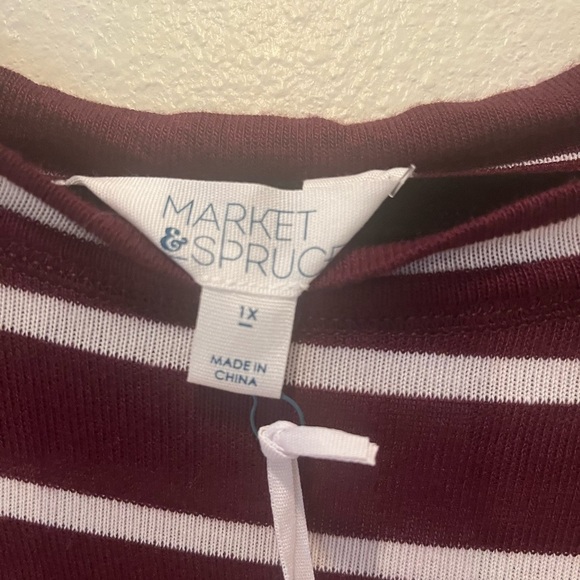 MARKET
& SPRUCE
1X
MADE IN
CHINA